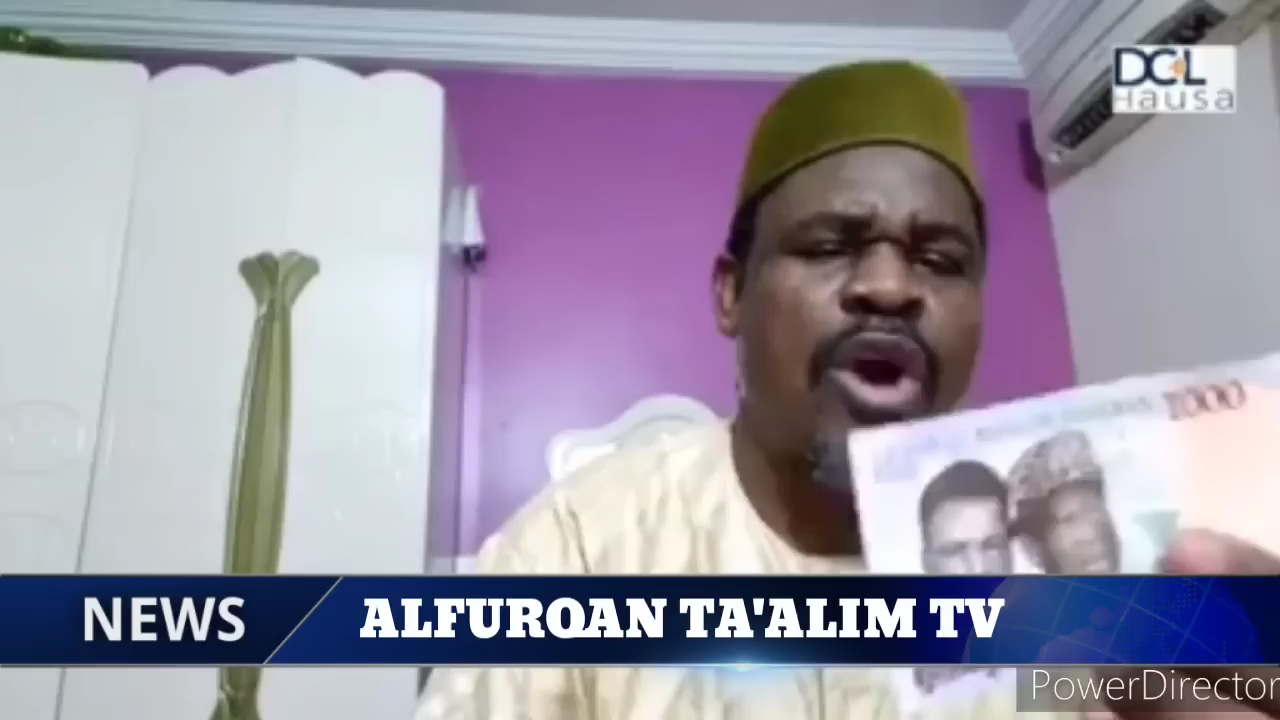 DCL
Hausa
1000
NEWS
ALFURQAN TA'ALIM TV
PowerDirector